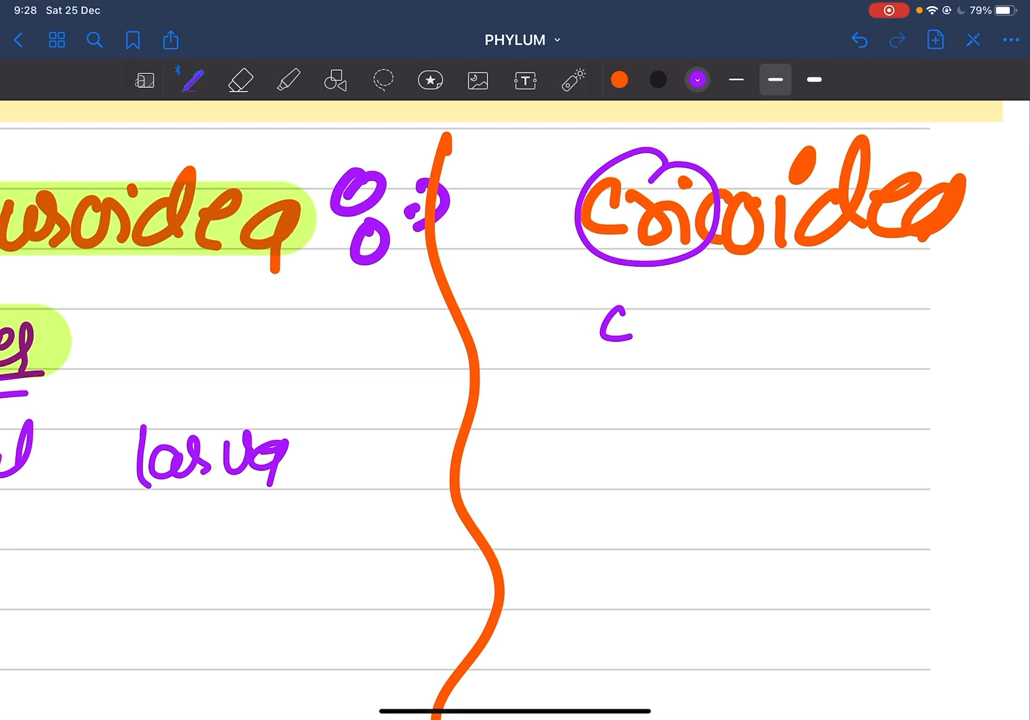 9:28 Sat 25 Dec
79%
PHYLUM
T
usoidea
crinoidea
c
larva